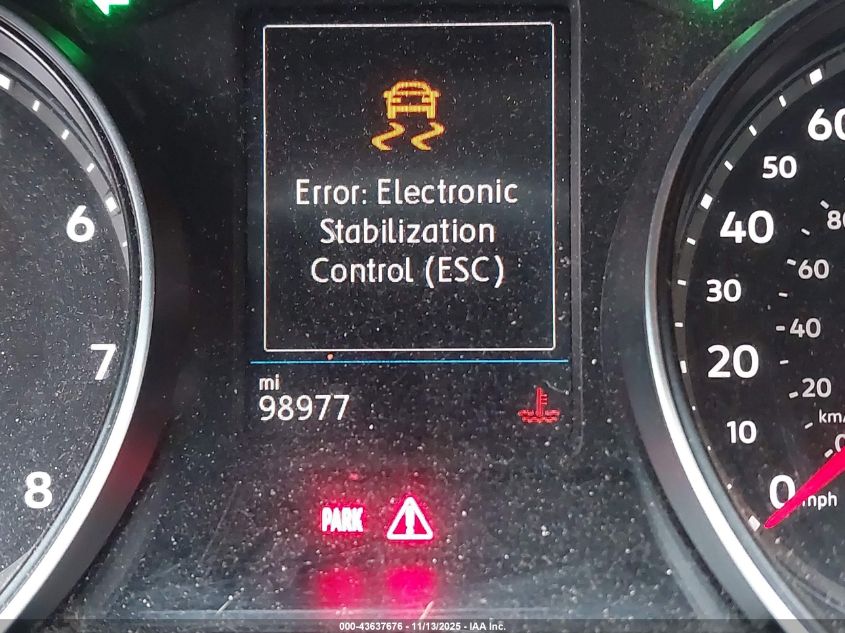 Error: Electronic
Stabilization
Control (ESC)
mi
98977
PARK
6
7
8
60
50
40
30
20
10
0
mph
80
60
40
20
km/
0
000-43637676 - 11/13/2025 - IAA Inc.